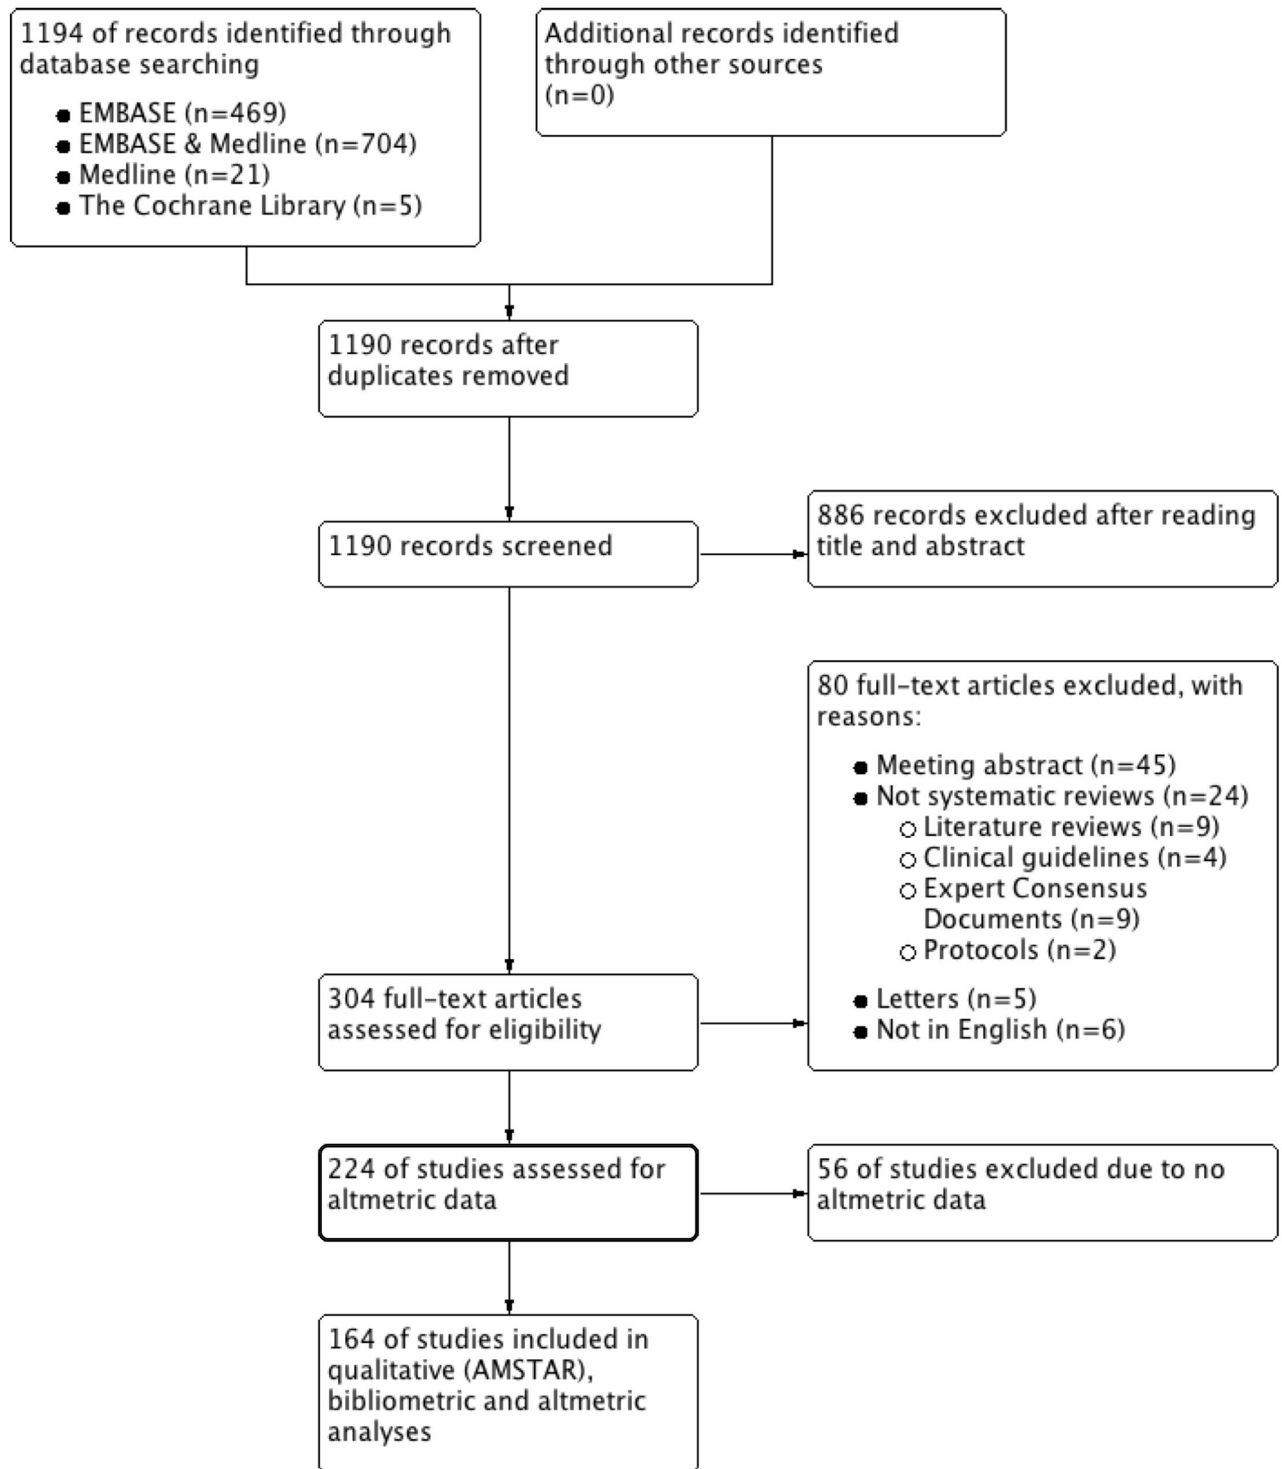 1194 of records identified through
database searching
● EMBASE (n=469)
● EMBASE & Medline (n=704)
● Medline (n=21)
● The Cochrane Library (n=5)
Additional records identified
through other sources
(n=0)
1190 records after
duplicates removed
1190 records screened
886 records excluded after reading
title and abstract
80 full-text articles excluded, with
reasons:
● Meeting abstract (n=45)
● Not systematic reviews (n=24)
○ Literature reviews (n=9)
○ Clinical guidelines (n=4)
○ Expert Consensus
Documents (n=9)
○ Protocols (n=2)
● Letters (n=5)
● Not in English (n=6)
304 full-text articles
assessed for eligibility
224 of studies assessed for
altmetric data
56 of studies excluded due to no
altmetric data
164 of studies included in
qualitative (AMSTAR),
bibliometric and altmetric
analyses